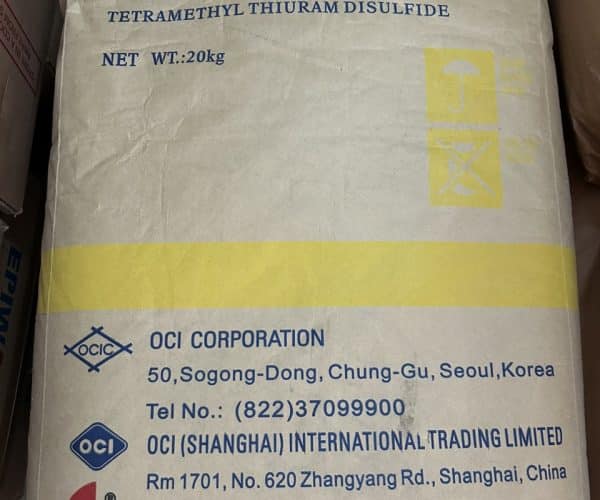 TETRAMETHYL THIURAM DISULFIDE
NET WT.:20kg
OCIC
OCI CORPORATION
50,Sogong-Dong, Chung-Gu, Seoul,Korea
Tel No.: (822)37099900
OCI
OCI (SHANGHAI) INTERNATIONAL TRADING LIMITED
Rm 1701, No. 620 Zhangyang Rd., Shanghai, China